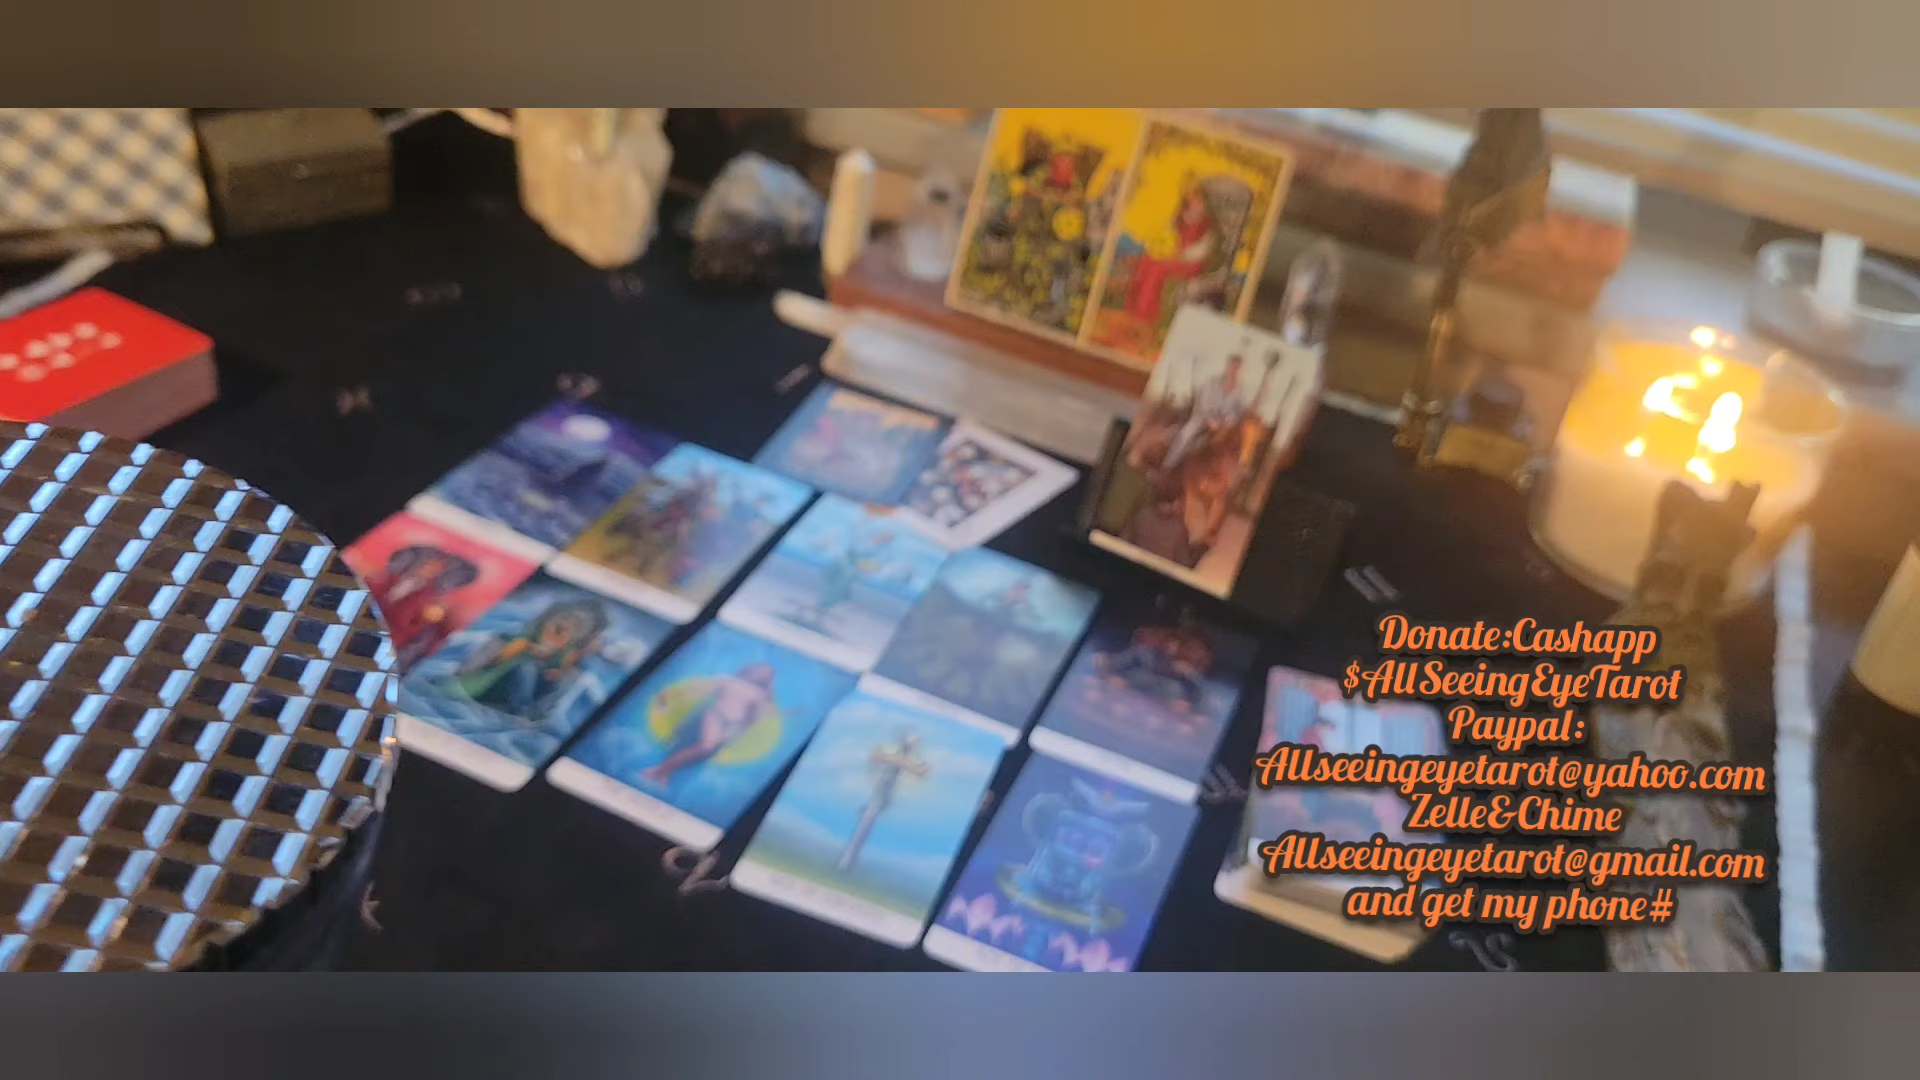 Donate:Cashapp
$AllSeeingEyeTarot
Paypal:
Allseeingeyetarot@yahoo.com
Zelle&Chime
Allseeingeyetarot@gmail.com
and get my phone#